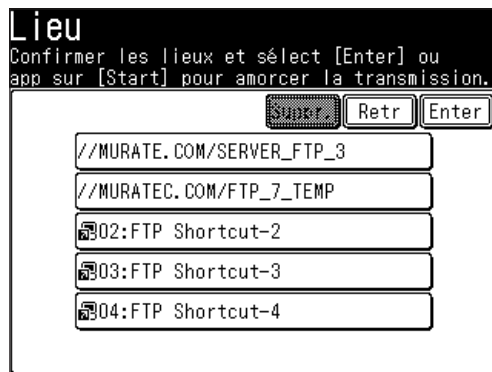 Lieu
Confirmer les lieux et sélect [Enter] ou
app sur [Start] pour amorcer la transmission.
Suppr. Retr Enter
//MURATE.COM/SERVER_FTP_3
//MURATEC.COM/FTP_7_TEMP
02:FTP Shortcut-2
03:FTP Shortcut-3
04:FTP Shortcut-4